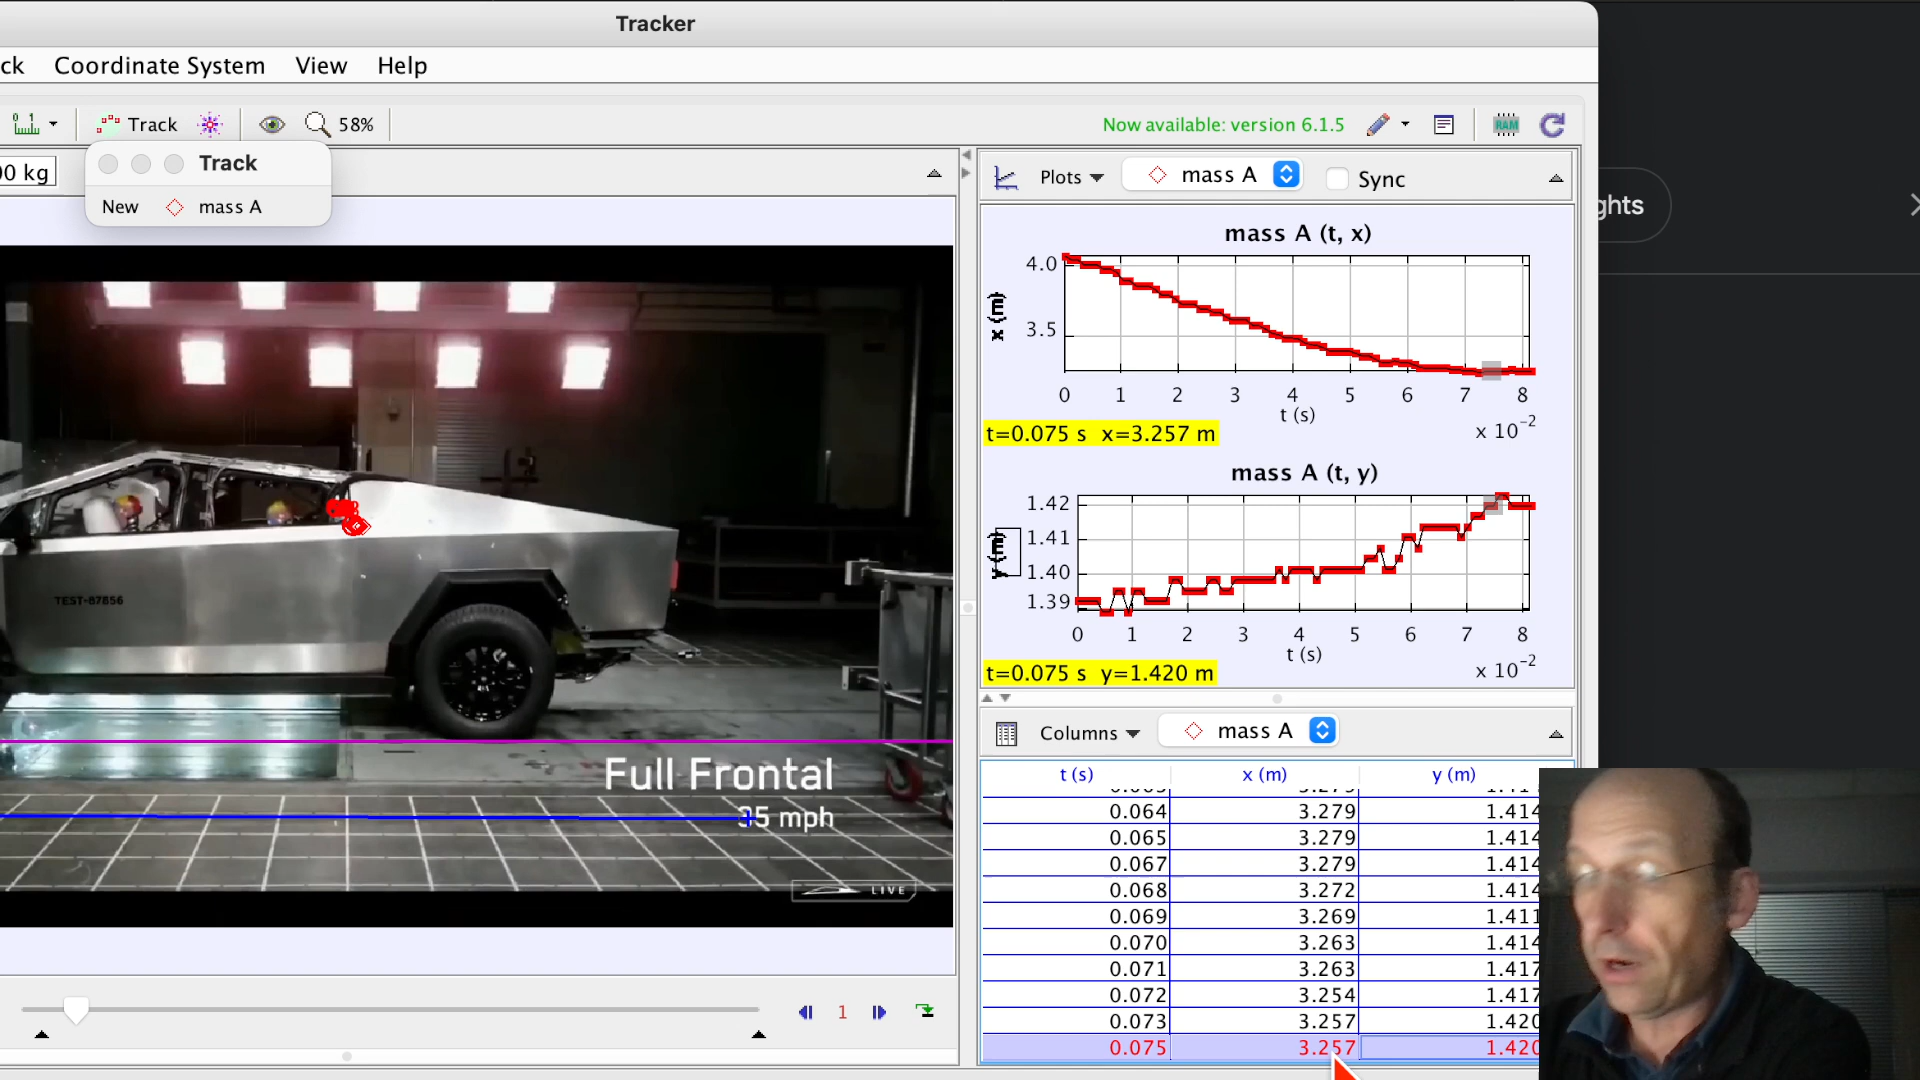 Tracker
ck Coordinate System View Help
0 1 Track 58% Now available: version 6.1.5 RAM
00 kg
Track
New mass A
Plots mass A Sync
ghts
mass A (t, x)
x (m)
4.0
3.5
0 1 2 3 4 5 6 7 8
t (s)
x 10-2
t=0.075 s x=3.257 m
mass A (t, y)
y (m)
1.42
1.41
1.40
1.39
0 1 2 3 4 5 6 7 8
t (s)
x 10-2
t=0.075 s y=1.420 m
TEST-87856
Full Frontal
35 mph
LIVE
Columns mass A
t (s) x (m) y (m)
0.064 3.279 1.414
0.065 3.279 1.414
0.067 3.279 1.414
0.068 3.272 1.414
0.069 3.269 1.411
0.070 3.263 1.414
0.071 3.263 1.417
0.072 3.254 1.417
0.073 3.257 1.420
0.075 3.257 1.420
1